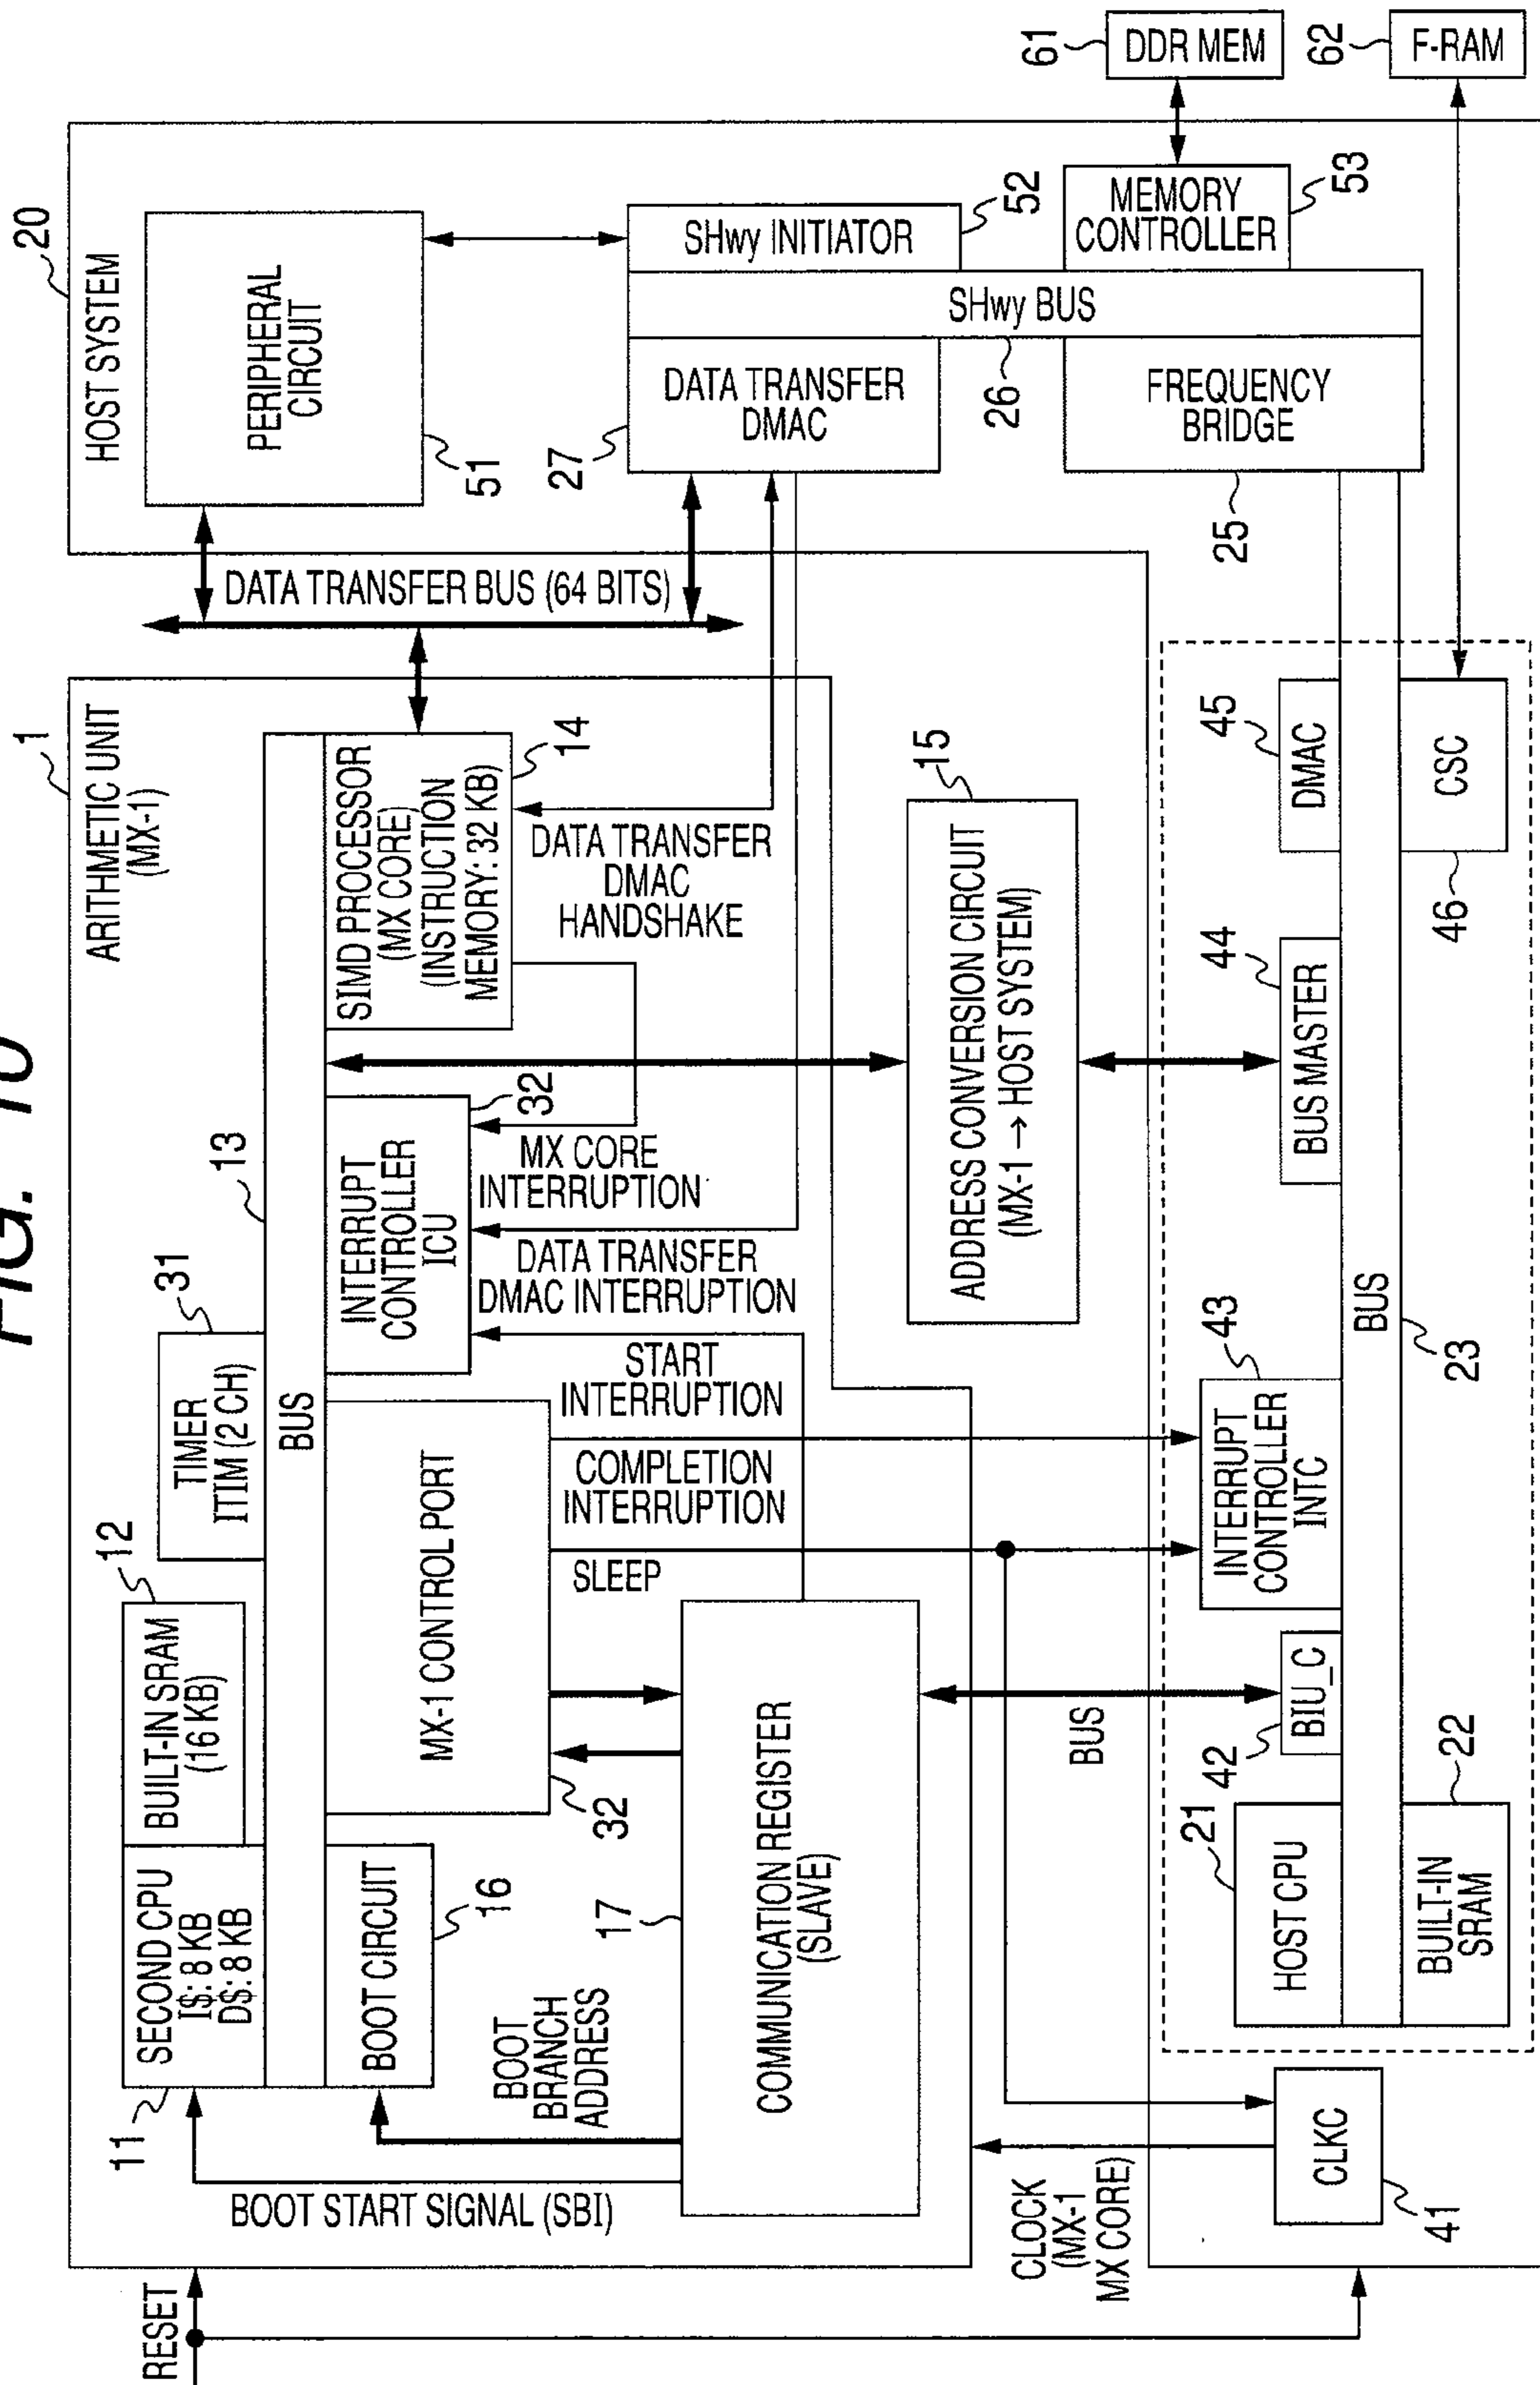 FIG. 10
1
ARITHMETIC UNIT
(MX-1)
RESET
11
SECOND CPU
I$: 8 KB
D$: 8 KB
12
BUILT-IN SRAM
(16 KB)
31
TIMER
ITIM (2 CH)
13
BUS
BOOT CIRCUIT
16
MX-1 CONTROL PORT
32
INTERRUPT
CONTROLLER
ICU
32
SIMD PROCESSOR
(MX CORE)
(INSTRUCTION
MEMORY: 32 KB)
14
BOOT START SIGNAL (SBI)
BOOT
BRANCH
ADDRESS
17
COMMUNICATION REGISTER
(SLAVE)
SLEEP
COMPLETION
INTERRUPTION
START
INTERRUPTION
DATA TRANSFER
DMAC INTERRUPTION
MX CORE
INTERRUPTION
DATA TRANSFER
DMAC
HANDSHAKE
DATA TRANSFER BUS (64 BITS)
15
ADDRESS CONVERSION CIRCUIT
(MX-1 → HOST SYSTEM)
20
HOST SYSTEM
PERIPHERAL
CIRCUIT
51
27
DATA TRANSFER
DMAC
SHwy INITIATOR
52
SHwy BUS
26
MEMORY
CONTROLLER
53
FREQUENCY
BRIDGE
25
61
DDR MEM
62
F-RAM
CLOCK
(MX-1
MX CORE)
CLKC
41
BUS
21
HOST CPU
42
BIU_C
43
INTERRUPT
CONTROLLER
INTC
44
BUS MASTER
45
DMAC
BUS
23
BUILT-IN
SRAM
22
CSC
46